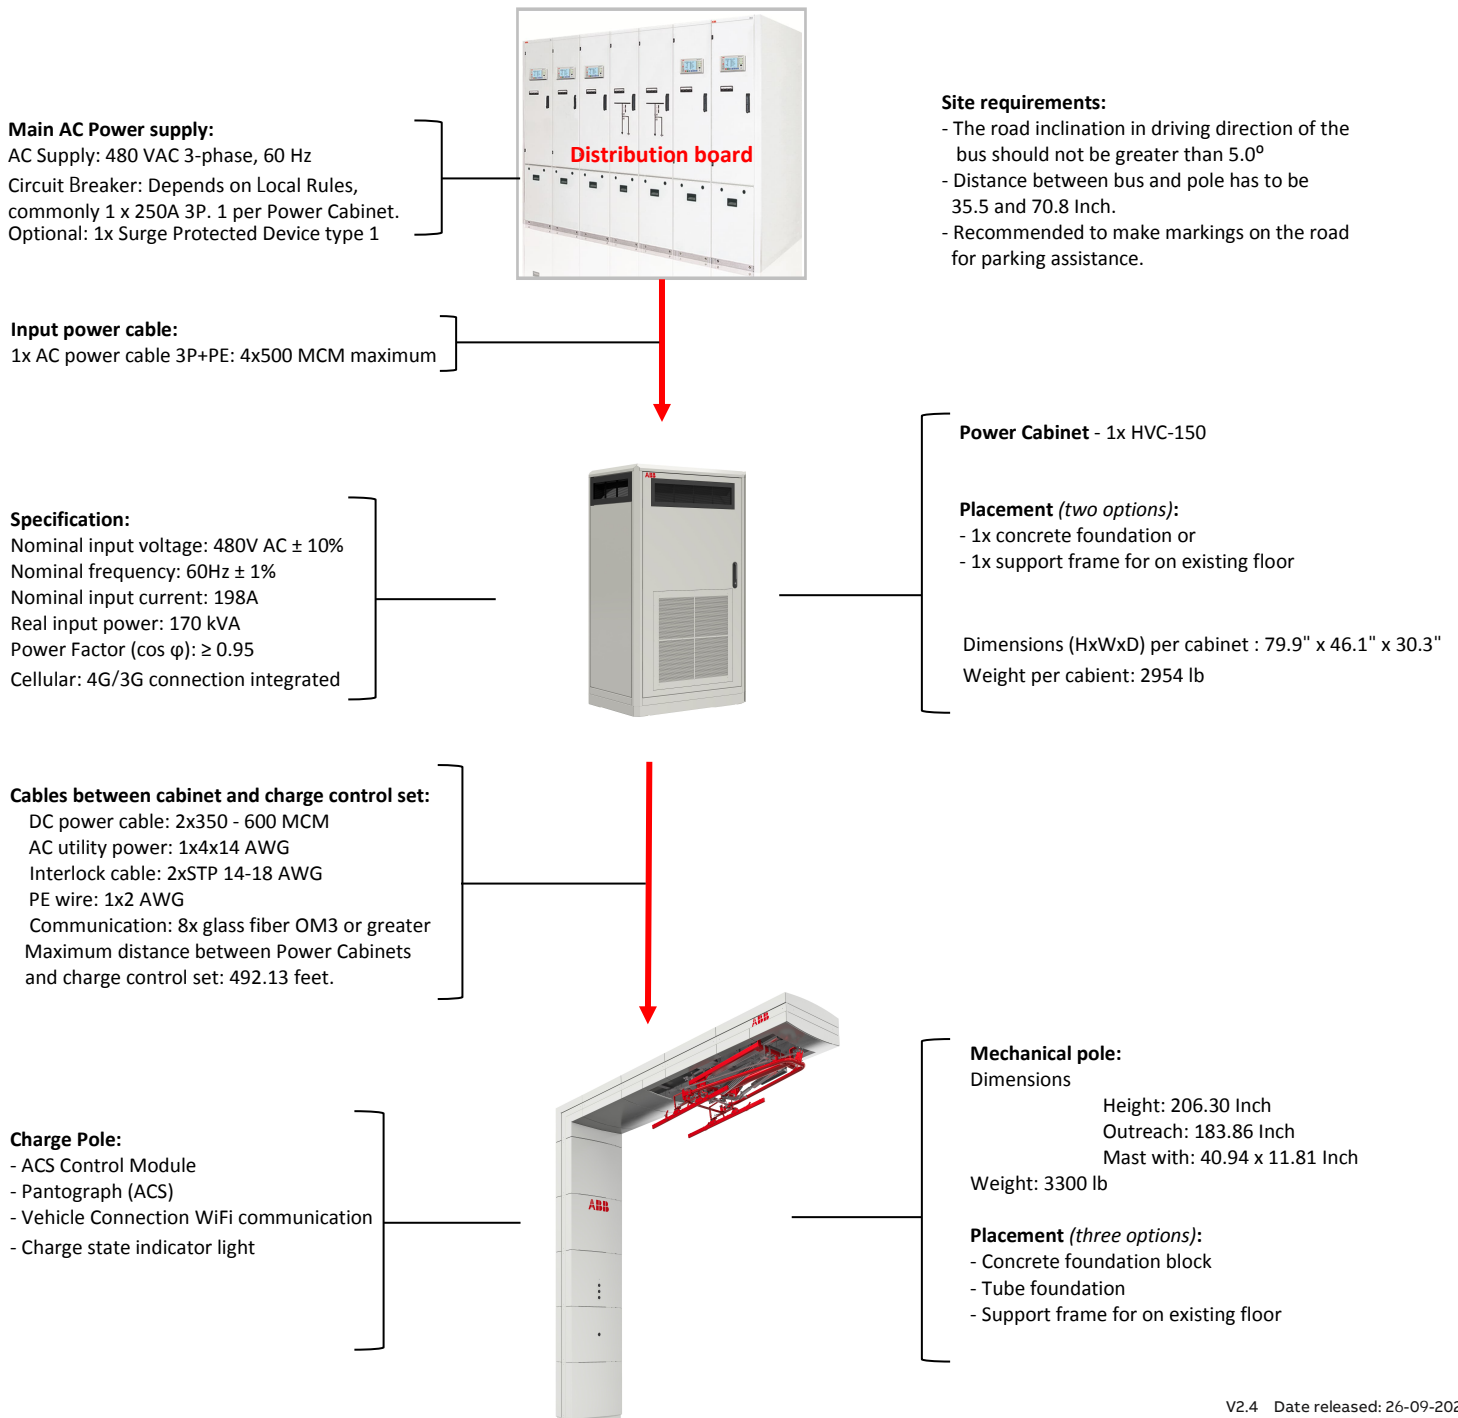 Main AC Power supply:
AC Supply: 480 VAC 3-phase, 60 Hz
Circuit Breaker: Depends on Local Rules,
commonly 1 x 250A 3P. 1 per Power Cabinet.
Optional: 1x Surge Protected Device type 1
Distribution board
Site requirements:
- The road inclination in driving direction of the
bus should not be greater than 5.0⁰
- Distance between bus and pole has to be
35.5 and 70.8 Inch.
- Recommended to make markings on the road
for parking assistance.
Input power cable:
1x AC power cable 3P+PE: 4x500 MCM maximum
Power Cabinet - 1x HVC-150
Placement (two options):
- 1x concrete foundation or
- 1x support frame for on existing floor
Dimensions (HxWxD) per cabinet : 79.9" x 46.1" x 30.3"
Weight per cabient: 2954 lb
ABB
Specification:
Nominal input voltage: 480V AC ± 10%
Nominal frequency: 60Hz ± 1%
Nominal input current: 198A
Real input power: 170 kVA
Power Factor (cos φ): ≥ 0.95
Cellular: 4G/3G connection integrated
Cables between cabinet and charge control set:
DC power cable: 2x350 - 600 MCM
AC utility power: 1x4x14 AWG
Interlock cable: 2xSTP 14-18 AWG
PE wire: 1x2 AWG
Communication: 8x glass fiber OM3 or greater
Maximum distance between Power Cabinets
and charge control set: 492.13 feet.
ABB
ABB
Charge Pole:
- ACS Control Module
- Pantograph (ACS)
- Vehicle Connection WiFi communication
- Charge state indicator light
Mechanical pole:
Dimensions
Height: 206.30 Inch
Outreach: 183.86 Inch
Mast with: 40.94 x 11.81 Inch
Weight: 3300 lb
Placement (three options):
- Concrete foundation block
- Tube foundation
- Support frame for on existing floor
V2.4 Date released: 26-09-202